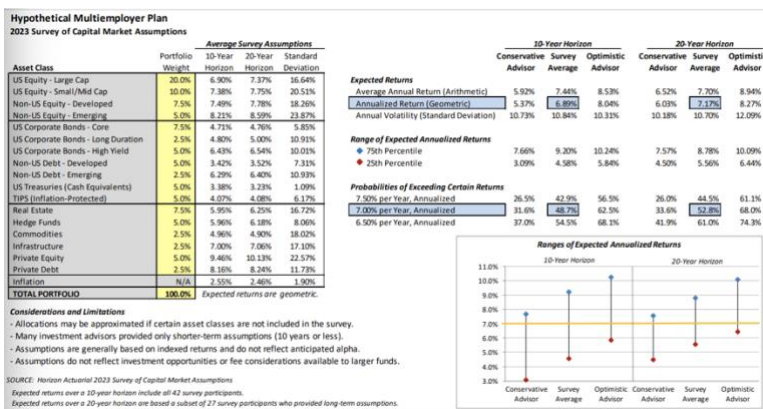 Hypothetical Multiemployer Plan
2023 Survey of Capital Market Assumptions
Average Survey Assumptions
Portfolio 10-Year 20-Year Standard
Asset Class Weight Horizon Horizon Deviation
US Equity - Large Cap 20.0% 6.90% 7.37% 16.64%
US Equity - Small/Mid Cap 10.0% 7.38% 7.75% 20.51%
Non-US Equity - Developed 7.5% 7.49% 7.78% 18.26%
Non-US Equity - Emerging 5.0% 8.21% 8.59% 23.87%
US Corporate Bonds - Core 7.5% 4.71% 4.76% 5.85%
US Corporate Bonds - Long Duration 2.5% 4.80% 5.00% 10.91%
US Corporate Bonds - High Yield 5.0% 6.43% 6.54% 10.01%
Non-US Debt - Developed 5.0% 3.42% 3.52% 7.31%
Non-US Debt - Emerging 2.5% 6.29% 6.40% 10.93%
US Treasuries (Cash Equivalents) 5.0% 3.38% 3.23% 1.09%
TIPS (Inflation-Protected) 5.0% 4.07% 4.08% 6.17%
Real Estate 7.5% 5.95% 6.25% 16.72%
Hedge Funds 5.0% 5.96% 6.18% 8.06%
Commodities 2.5% 4.96% 4.90% 18.02%
Infrastructure 2.5% 7.00% 7.06% 17.10%
Private Equity 5.0% 9.46% 10.13% 22.57%
Private Debt 2.5% 8.16% 8.24% 11.73%
Inflation N/A 2.55% 2.46% 1.90%
TOTAL PORTFOLIO 100.0% Expected returns are geometric.
Considerations and Limitations
- Allocations may be approximated if certain asset classes are not included in the survey.
- Many investment advisors provided only shorter-term assumptions (10 years or less).
- Assumptions are generally based on indexed returns and do not reflect anticipated alpha.
- Assumptions do not reflect investment opportunities or fee considerations available to larger funds.
SOURCE: Horizon Actuarial 2023 Survey of Capital Market Assumptions
Expected returns over a 10-year horizon include all 42 survey participants.
Expected returns over a 20-year horizon are based a subset of 27 survey participants who provided long-term assumptions.
10-Year Horizon 20-Year Horizon
Conservative Survey Optimistic Conservative Survey Optimisti
Advisor Average Advisor Advisor Average Advisor
Expected Returns
Average Annual Return (Arithmetic) 5.92% 7.44% 8.53% 6.52% 7.70% 8.94%
Annualized Return (Geometric) 5.37% 6.89% 8.04% 6.03% 7.17% 8.27%
Annual Volatility (Standard Deviation) 10.73% 10.84% 10.31% 10.18% 10.70% 12.09%
Range of Expected Annualized Returns
75th Percentile 7.66% 9.20% 10.24% 7.57% 8.78% 10.09%
25th Percentile 3.09% 4.58% 5.84% 4.50% 5.56% 6.44%
Probabilities of Exceeding Certain Returns
7.50% per Year, Annualized 26.5% 42.9% 56.5% 26.0% 44.5% 61.1%
7.00% per Year, Annualized 31.6% 48.7% 62.5% 33.6% 52.8% 68.0%
6.50% per Year, Annualized 37.0% 54.5% 68.1% 41.9% 61.0% 74.3%
Ranges of Expected Annualized Returns
10-Year Horizon 20-Year Horizon
11.0%
10.0%
9.0%
8.0%
7.0%
6.0%
5.0%
4.0%
3.0%
Conservative Survey Optimistic Conservative Survey Optimistic
Advisor Average Advisor Advisor Average Advisor